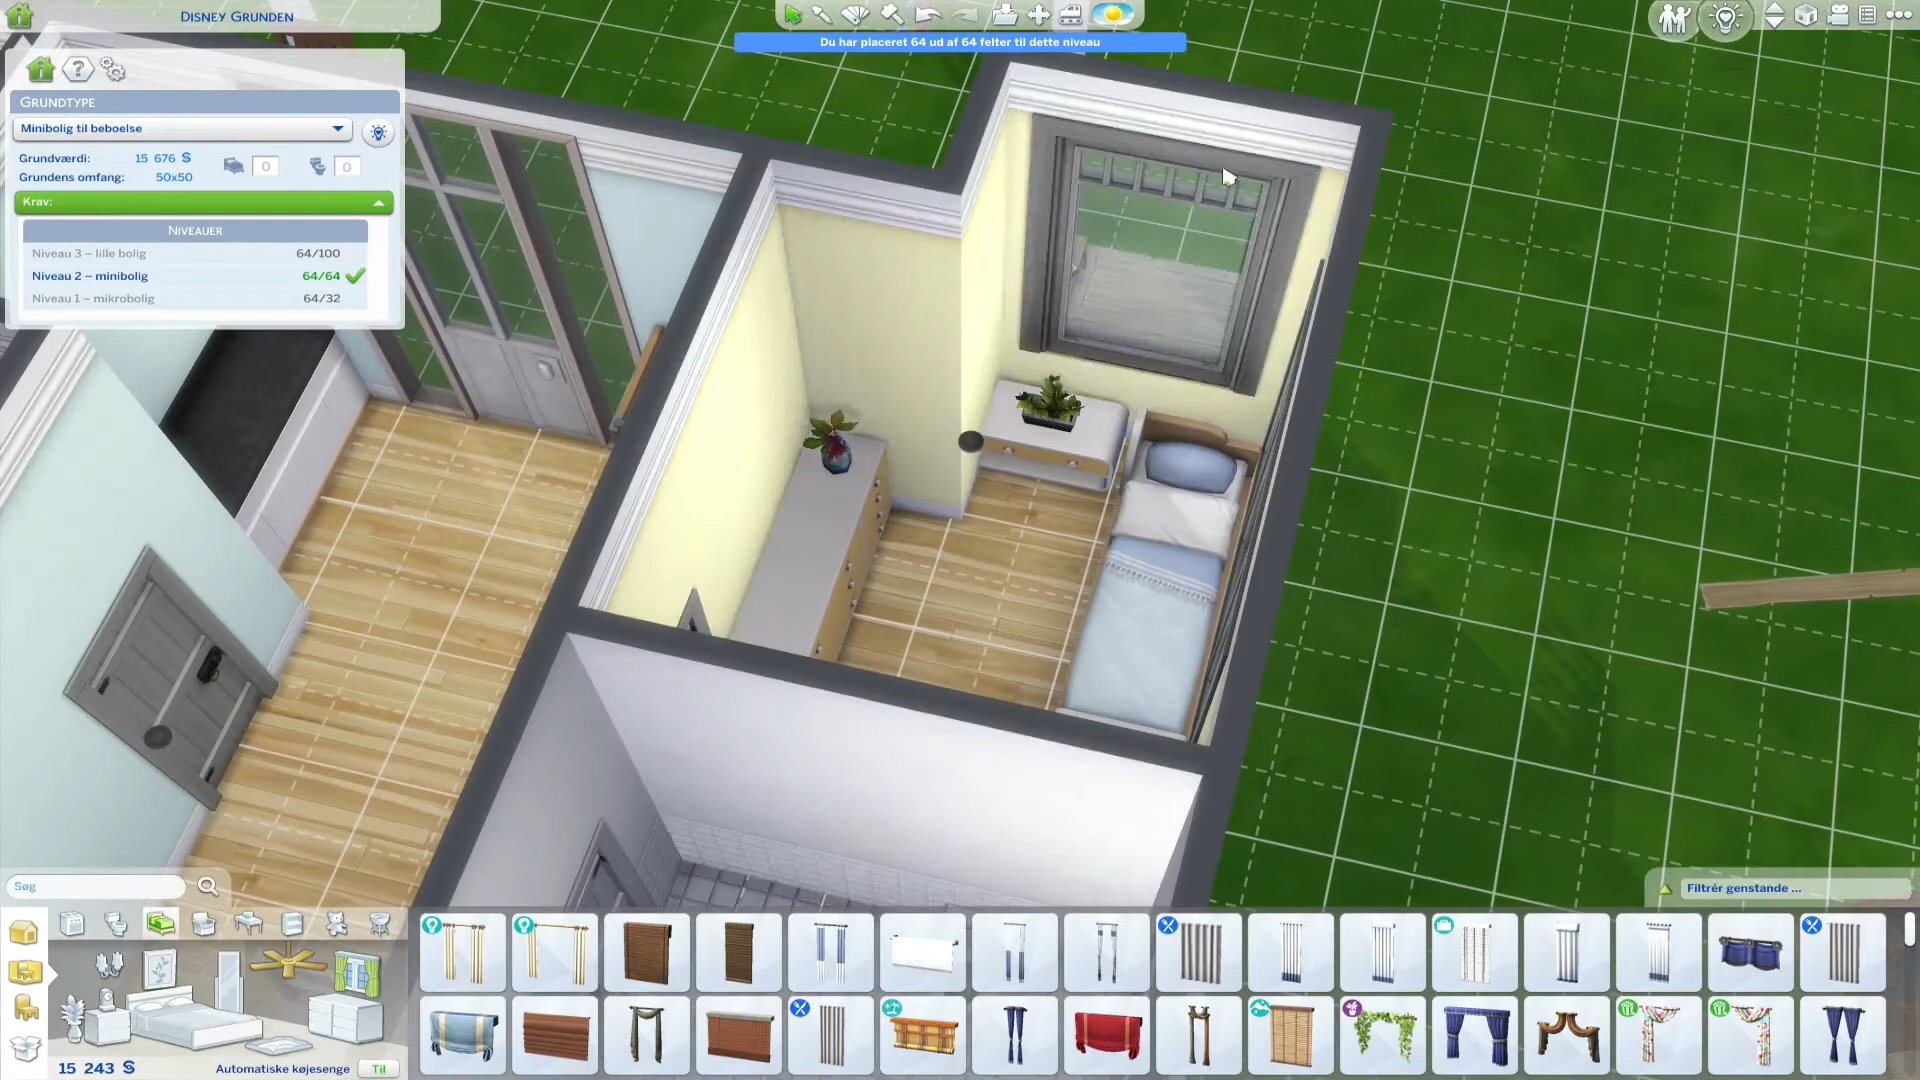 Disney Grunden
Du har placeret 64 ud af 64 felter til dette niveau
Grundtype
Minibolig til beboelse
Grundværdi: 15 676 S
0
0
Grundens omfang: 50x50
Krav:
Niveauer
Niveau 3 – lille bolig 64/100
Niveau 2 – minibolig 64/64
Niveau 1 – mikrobolig 64/32
Søg
Filtrér genstande ...
15 243 S
Automatiske køjesenge Til